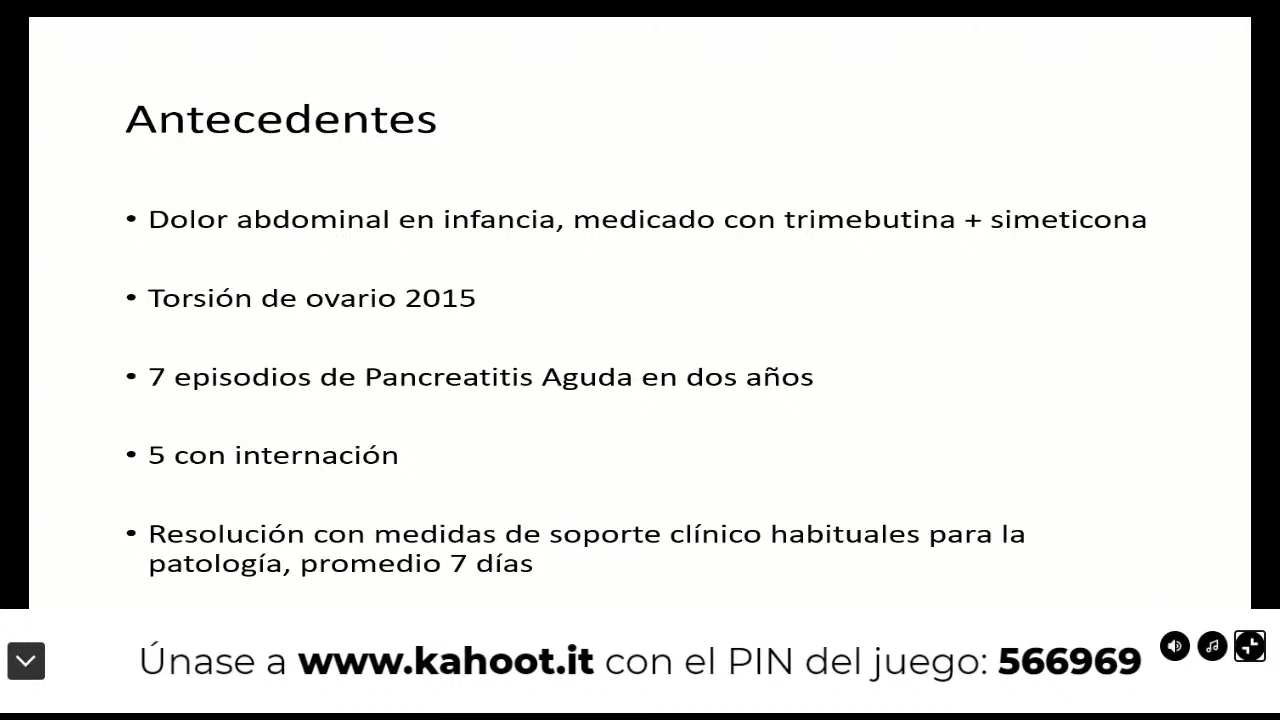 Antecedentes
• Dolor abdominal en infancia, medicado con trimebutina + simeticona
• Torsión de ovario 2015
• 7 episodios de Pancreatitis Aguda en dos años
• 5 con internación
• Resolución con medidas de soporte clínico habituales para la
patología, promedio 7 días
Únase a www.kahoot.it con el PIN del juego: 566969